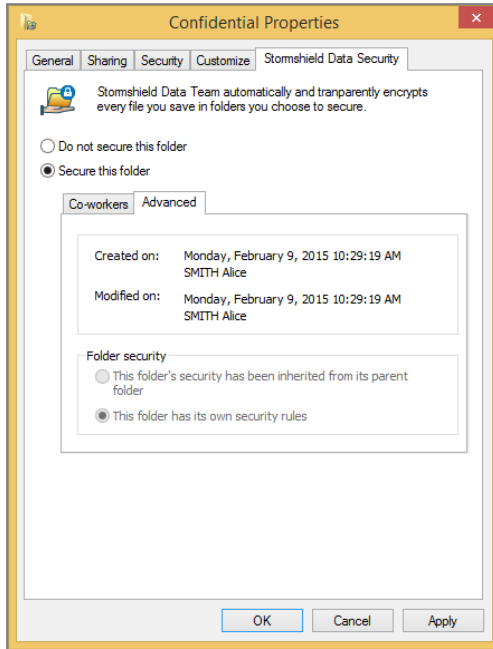 Confidential Properties
General Sharing Security Customize Stormshield Data Security
Stormshield Data Team automatically and tranparently encrypts
every file you save in folders you choose to secure.
Do not secure this folder
Secure this folder
Co-workers Advanced
Created on: Monday, February 9, 2015 10:29:19 AM
SMITH Alice
Modified on: Monday, February 9, 2015 10:29:19 AM
SMITH Alice
Folder security
This folder's security has been inherited from its parent
folder
This folder has its own security rules
OK Cancel Apply